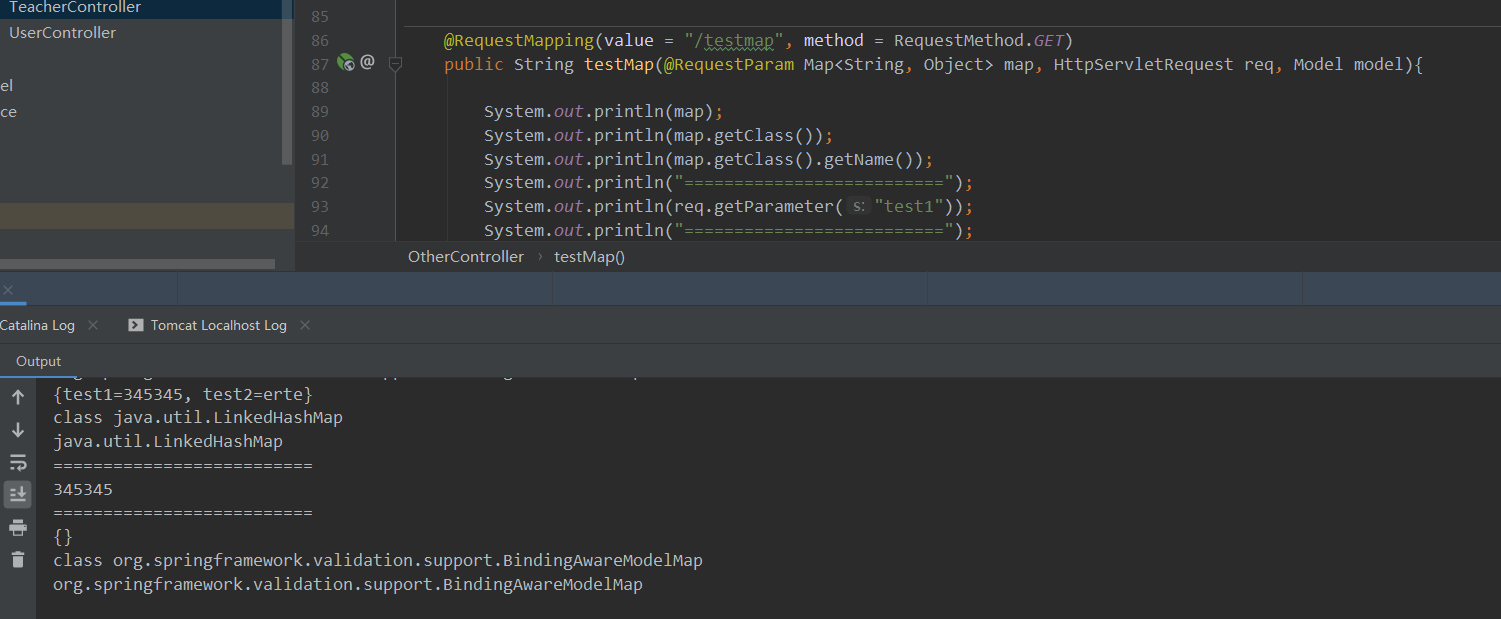 TeacherController
UserController
el
ce
85
86 @RequestMapping(value = "/testmap", method = RequestMethod.GET)
87 @ public String testMap(@RequestParam Map<String, Object> map, HttpServletRequest req, Model model){
88
89 System.out.println(map);
90 System.out.println(map.getClass());
91 System.out.println(map.getClass().getName());
92 System.out.println("==========================");
93 System.out.println(req.getParameter( s: "test1"));
94 System.out.println("==========================");
OtherController › testMap()
Catalina Log Tomcat Localhost Log
Output
{test1=345345, test2=erte}
class java.util.LinkedHashMap
java.util.LinkedHashMap
==========================
345345
==========================
{}
class org.springframework.validation.support.BindingAwareModelMap
org.springframework.validation.support.BindingAwareModelMap